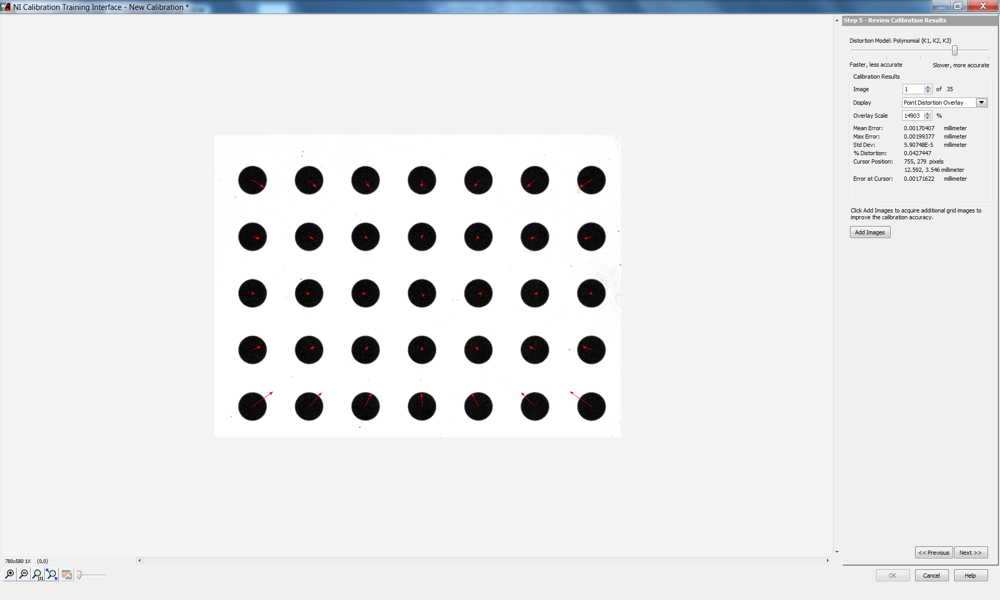 NI Calibration Training Interface - New Calibration *
Step 5 - Review Calibration Results
Distortion Model: Polynomial (K1, K2, K3)
Faster, less accurate
Slower, more accurate
Calibration Results
Image 1 of 35
Display Point Distortion Overlay
Overlay Scale 14903 %
Mean Error: 0.00170407 millimeter
Max Error: 0.00199377 millimeter
Std Dev: 5.90748E-5 millimeter
% Distortion: 0.0427447
Cursor Position: 755, 279 pixels
12.592, 3.546 millimeter
Error at Cursor: 0.00171622 millimeter
Click Add Images to acquire additional grid images to
improve the calibration accuracy.
Add Images
<< Previous Next >>
780x580 1X (0,0)
1:1
OK Cancel Help